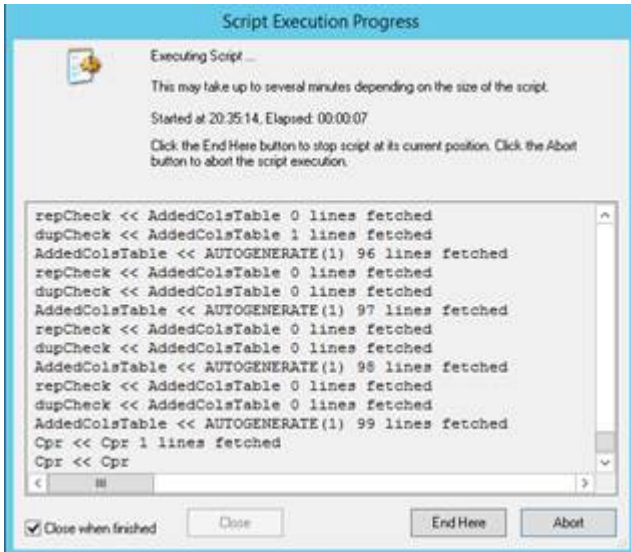 Script Execution Progress
Executing Script ...
This may take up to several minutes depending on the size of the script.
Started at 20:35:14, Elapsed: 00:00:07
Click the End Here button to stop script at its current position. Click the Abort
button to abort the script execution.
repCheck << AddedColsTable 0 lines fetched
dupCheck << AddedColsTable 1 lines fetched
AddedColsTable << AUTOGENERATE(1) 96 lines fetched
repCheck << AddedColsTable 0 lines fetched
dupCheck << AddedColsTable 0 lines fetched
AddedColsTable << AUTOGENERATE(1) 97 lines fetched
repCheck << AddedColsTable 0 lines fetched
dupCheck << AddedColsTable 0 lines fetched
AddedColsTable << AUTOGENERATE(1) 98 lines fetched
repCheck << AddedColsTable 0 lines fetched
dupCheck << AddedColsTable 0 lines fetched
AddedColsTable << AUTOGENERATE(1) 99 lines fetched
Cpr << Cpr 1 lines fetched
Cpr << Cpr
Close when finished
Close
End Here
Abort